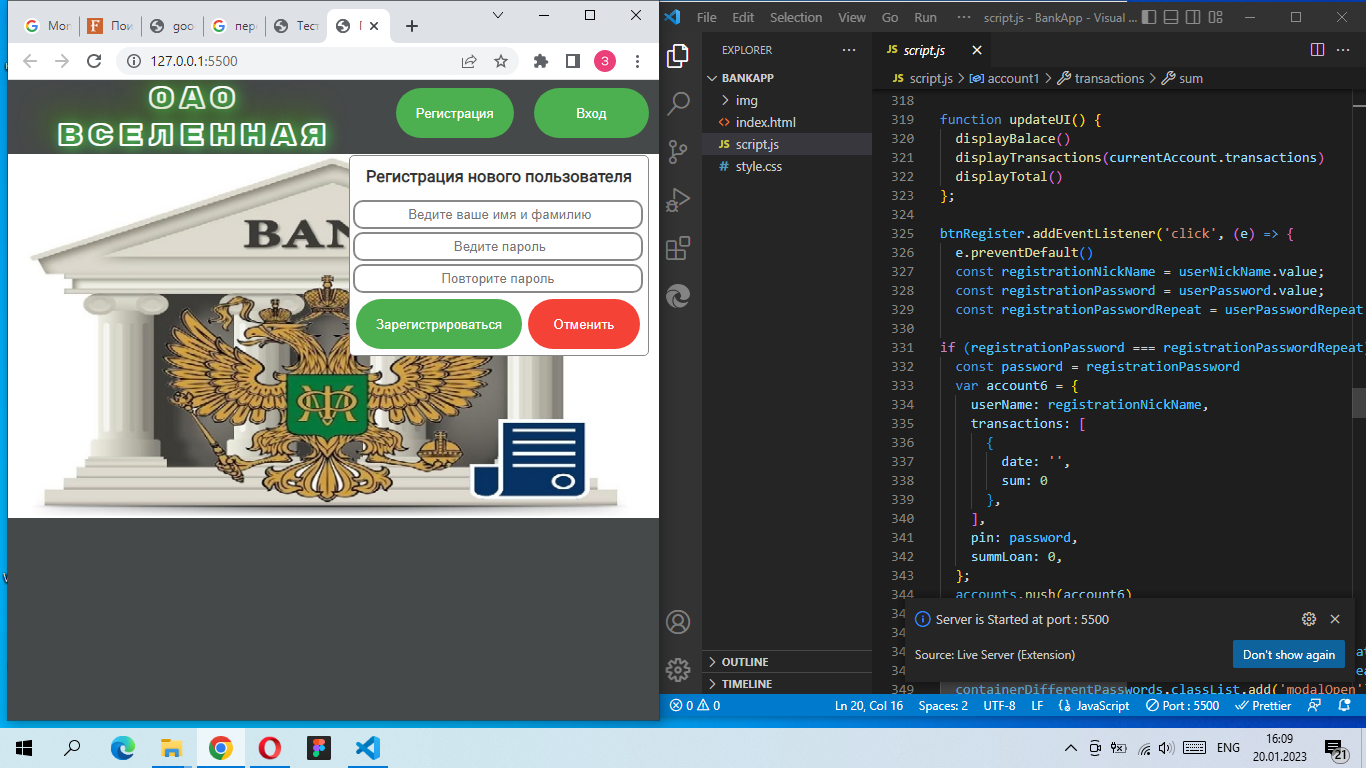 Мог
Пои
goo
пер
Тест
127.0.0.1:5500
3
ОАО
ВСЕЛЕННАЯ
Регистрация
Вход
BAN
Регистрация нового пользователя
Ведите ваше имя и фамилию
Ведите пароль
Повторите пароль
Зарегистрироваться
Отменить
File Edit Selection View Go Run ··· script.js - BankApp - Visual ...
EXPLORER ···
BANKAPP
img
index.html
JS script.js
# style.css
OUTLINE
TIMELINE
JS script.js
JS script.js > account1 > transactions > sum
318
319 function updateUI() {
320 displayBalace()
321 displayTransactions(currentAccount.transactions)
322 displayTotal()
323 };
324
325 btnRegister.addEventListener('click', (e) => {
326 e.preventDefault()
327 const registrationNickName = userNickName.value;
328 const registrationPassword = userPassword.value;
329 const registrationPasswordRepeat = userPasswordRepeat
330
331 if (registrationPassword === registrationPasswordRepeat)
332 const password = registrationPassword
333 var account6 = {
334 userName: registrationNickName,
335 transactions: [
336 {
337 date: '',
338 sum: 0
339 },
340 ],
341 pin: password,
342 summLoan: 0,
343 };
344 accounts.push(account6)
349 containerDifferentPasswords.classList.add('modalOpen')
Server is Started at port : 5500
Source: Live Server (Extension)
Don't show again
0 0 Ln 20, Col 16 Spaces: 2 UTF-8 LF {} JavaScript Port : 5500 Prettier
ENG
16:09
20.01.2023
21